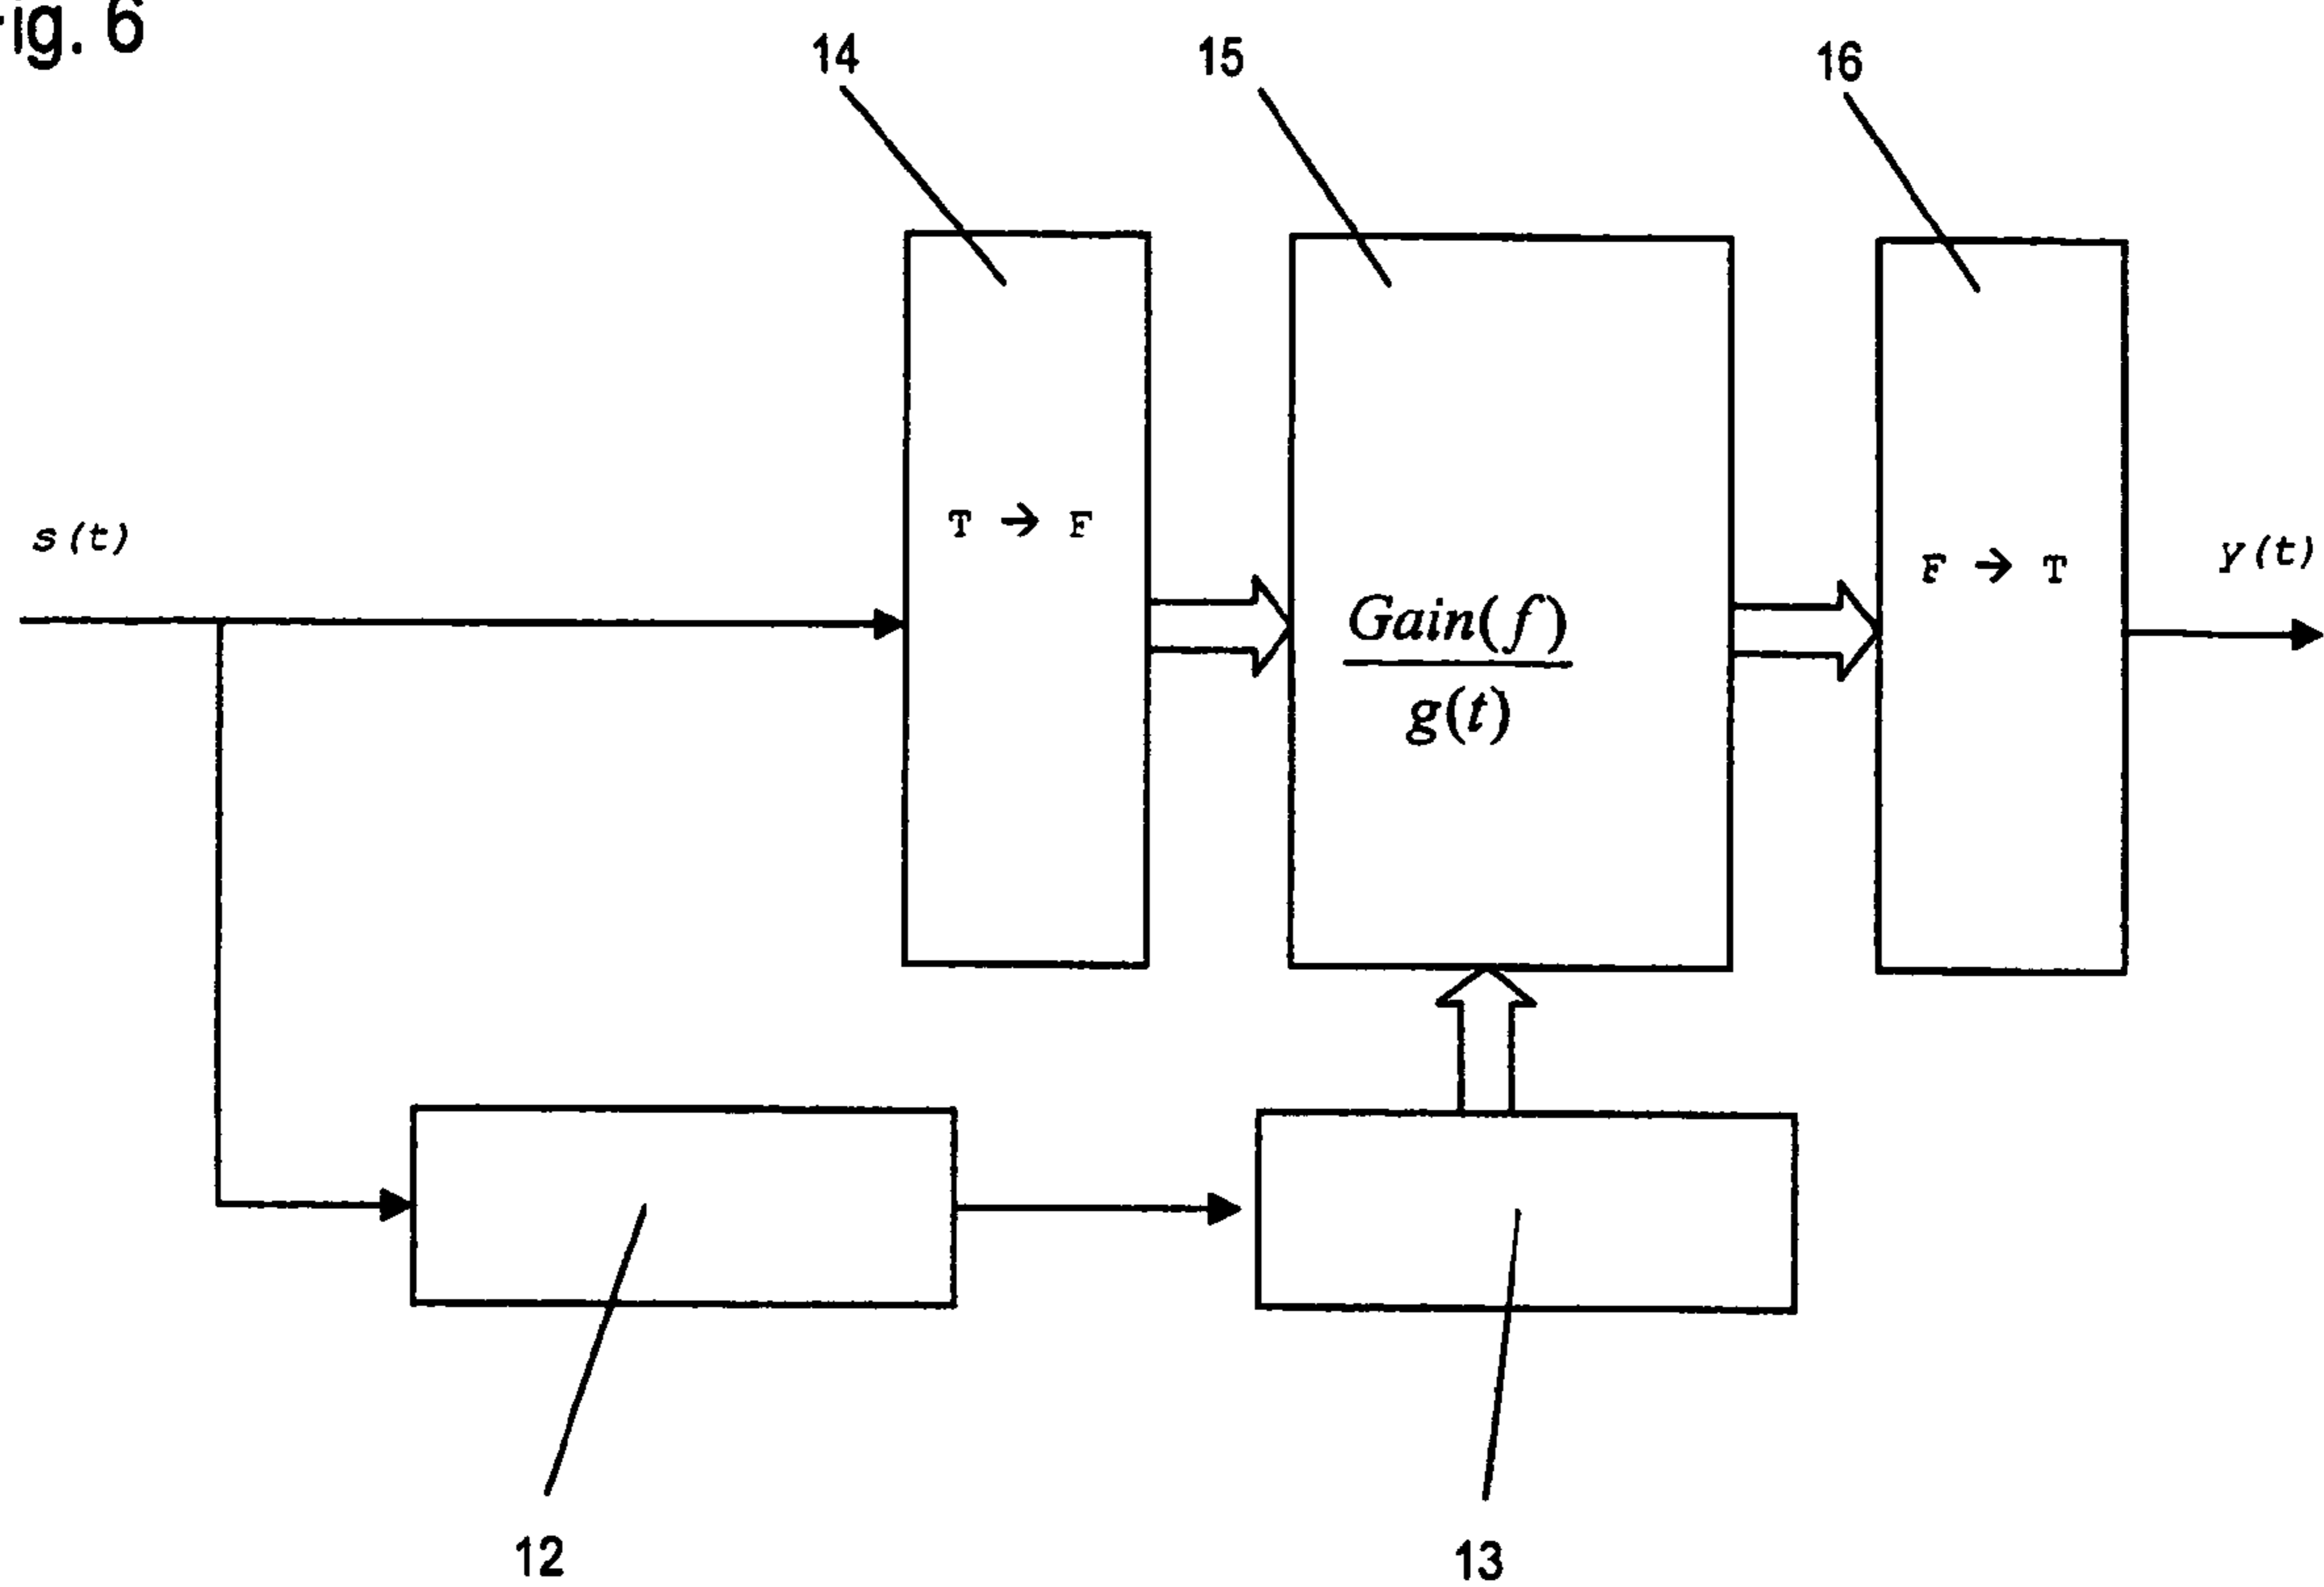 ig. 6
14
15
16
s(t)
T → F
Gain(f)
g(t)
F → T
y(t)
12
13